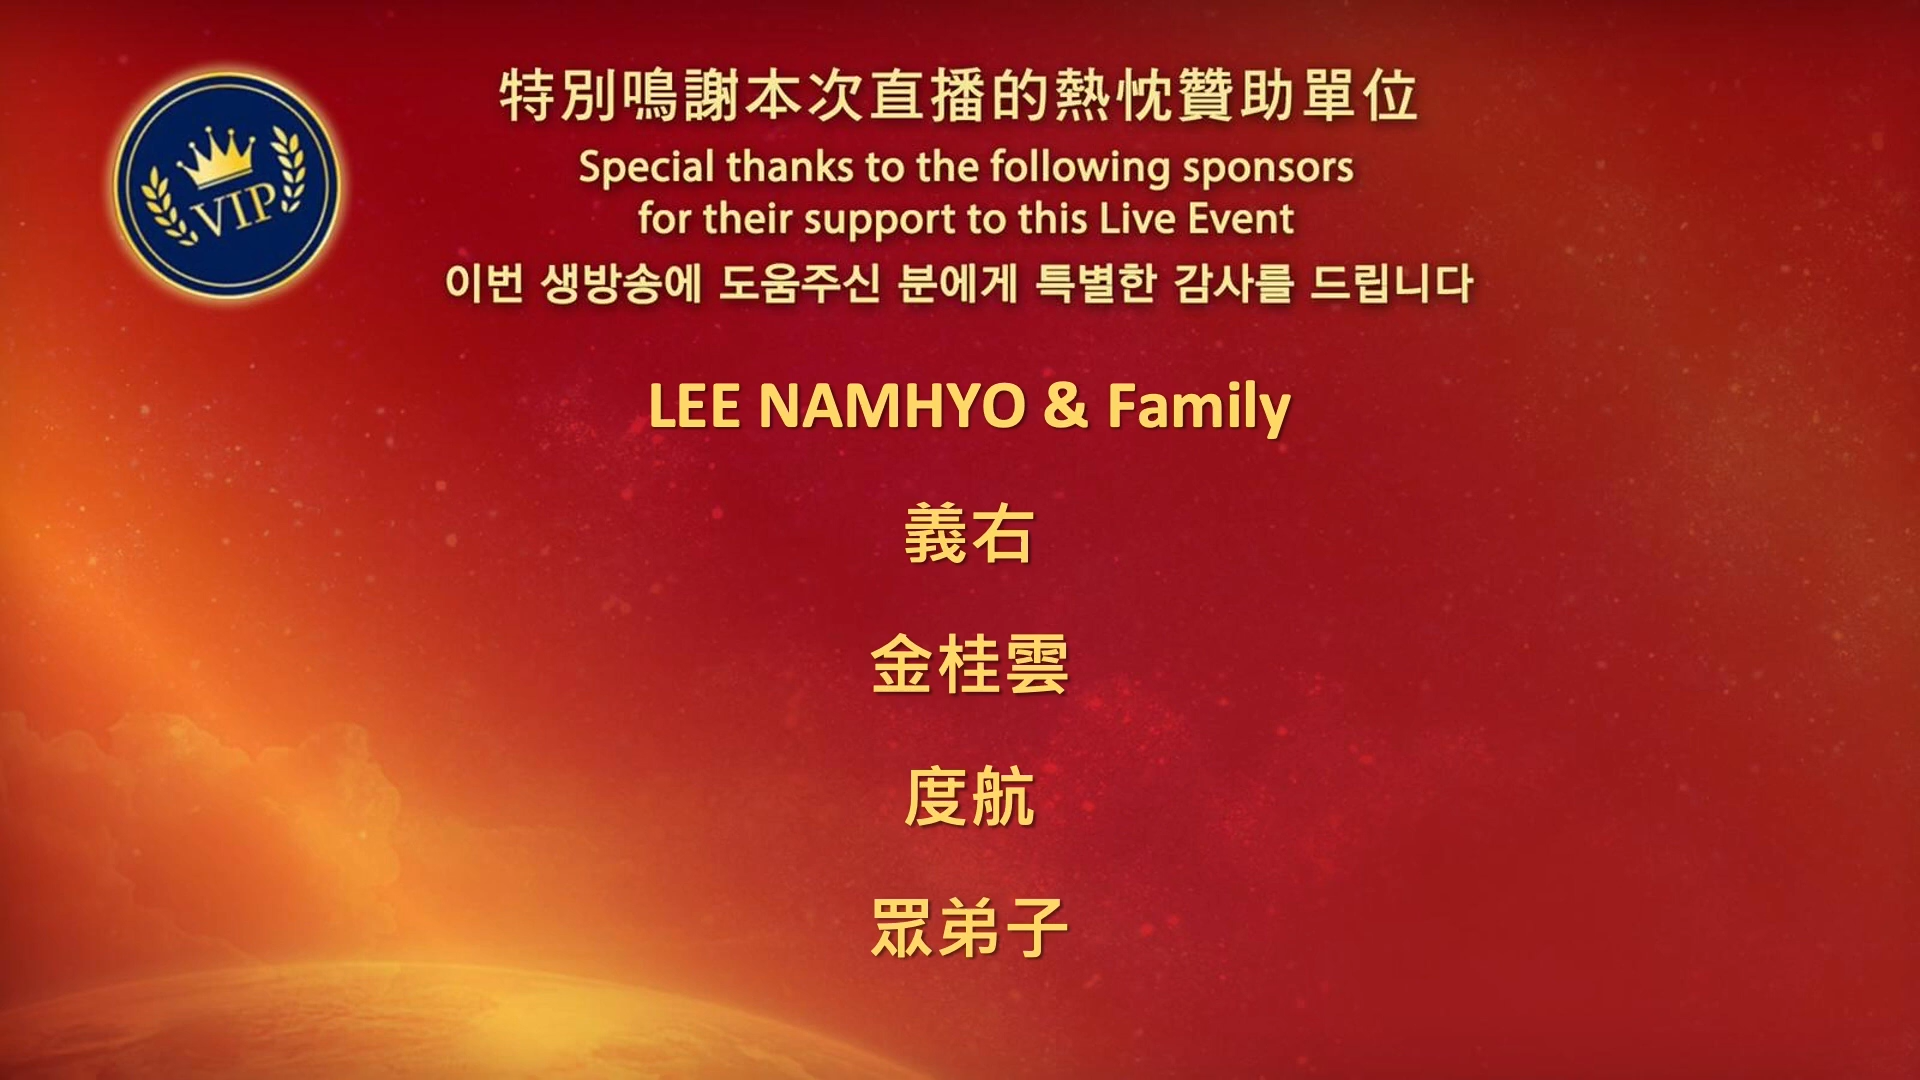 特別鳴謝本次直播的熱忱贊助單位
Special thanks to the following sponsors
for their support to this Live Event
이번 생방송에 도움주신 분에게 특별한 감사를 드립니다
VIP
LEE NAMHYO & Family
義右
金桂雲
度航
眾弟子